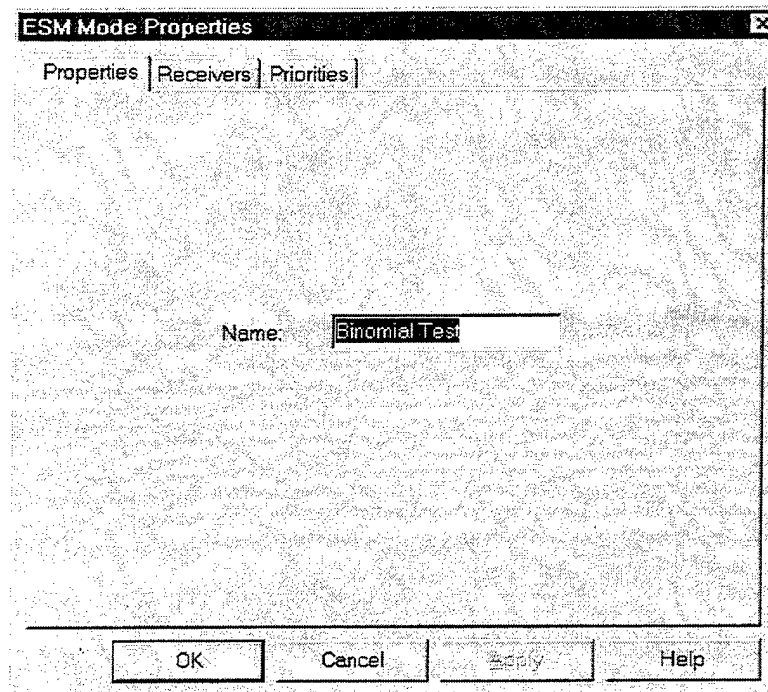 ESM Mode Properties
Properties Receivers Priorities
Name: Binomial Test
OK Cancel Apply Help